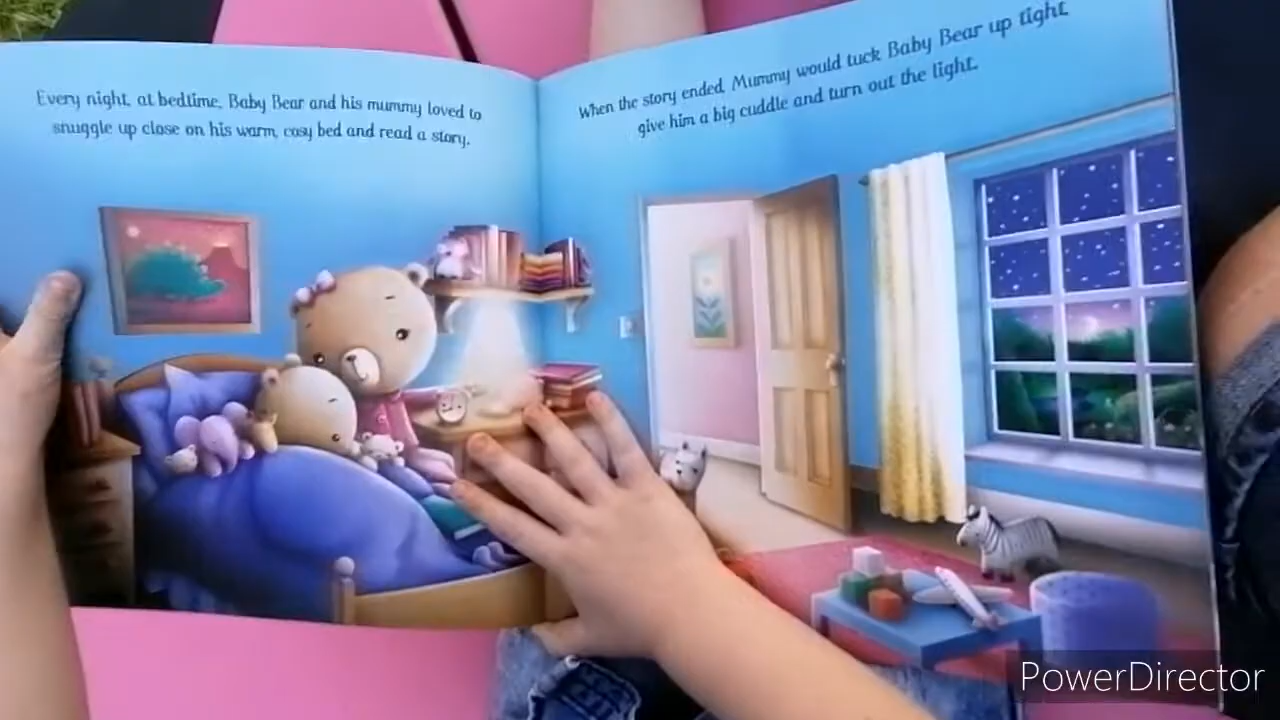 Every night, at bedtime, Baby Bear and his mummy loved to
snuggle up close on his warm, cosy bed and read a story.
When the story ended, Mummy would tuck Baby Bear up tight,
give him a big cuddle and turn out the light.
PowerDirector